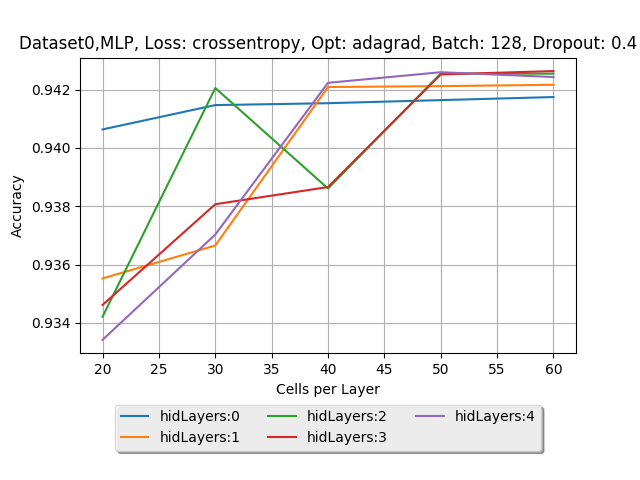 Dataset0,MLP, Loss: crossentropy, Opt: adagrad, Batch: 128, Dropout: 0.4
0.942
0.940
0.938
0.936
0.934
Accuracy
20 25 30 35 40 45 50 55 60
Cells per Layer
hidLayers:0 hidLayers:2 hidLayers:4
hidLayers:1 hidLayers:3